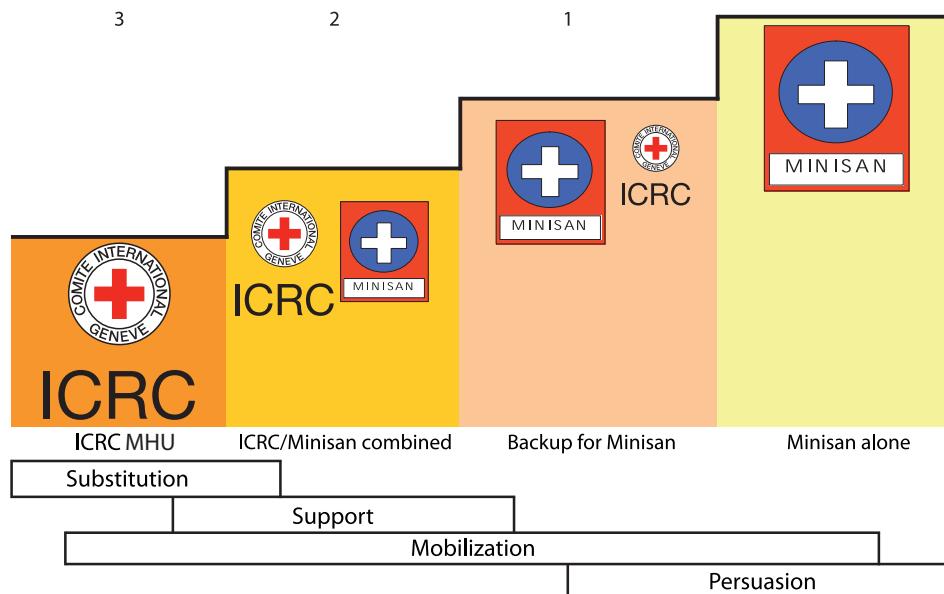 3 2 1
COMITE INTERNATIONAL GENEVE
ICRC
COMITE INTERNATIONAL GENEVE
ICRC
MINISAN
MINISAN
COMITE INTERNATIONAL GENEVE
ICRC
MINISAN
ICRC MHU ICRC/Minisan combined Backup for Minisan Minisan alone
Substitution
Support
Mobilization
Persuasion